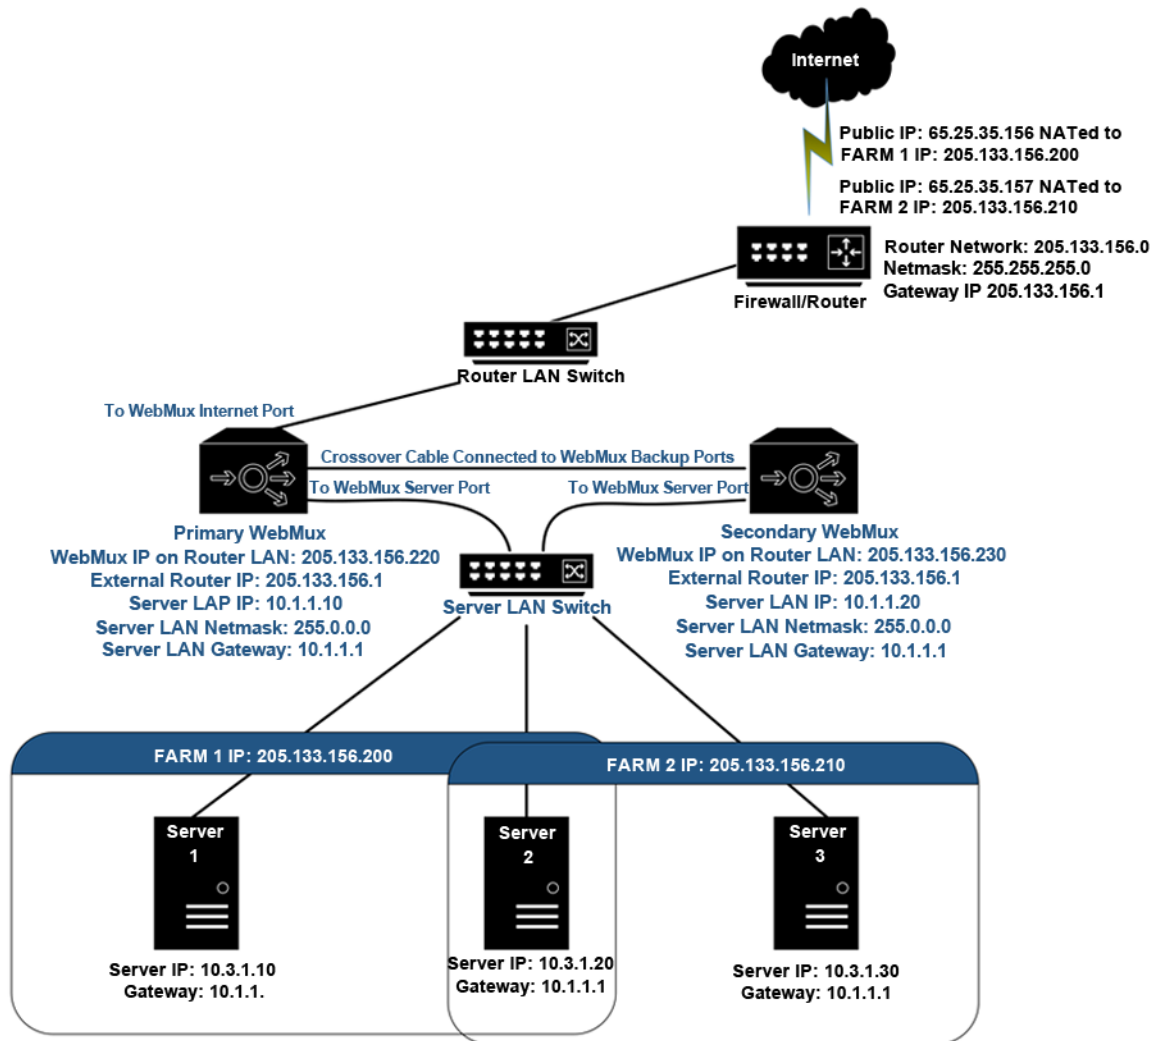 Internet
Public IP: 65.25.35.156 NATed to
FARM 1 IP: 205.133.156.200
Public IP: 65.25.35.157 NATed to
FARM 2 IP: 205.133.156.210
Router Network: 205.133.156.0
Netmask: 255.255.255.0
Gateway IP 205.133.156.1
Firewall/Router
Router LAN Switch
To WebMux Internet Port
Crossover Cable Connected to WebMux Backup Ports
To WebMux Server Port
To WebMux Server Port
Primary WebMux
WebMux IP on Router LAN: 205.133.156.220
External Router IP: 205.133.156.1
Server LAP IP: 10.1.1.10
Server LAN Netmask: 255.0.0.0
Server LAN Gateway: 10.1.1.1
Secondary WebMux
WebMux IP on Router LAN: 205.133.156.230
External Router IP: 205.133.156.1
Server LAN IP: 10.1.1.20
Server LAN Netmask: 255.0.0.0
Server LAN Gateway: 10.1.1.1
Server LAN Switch
FARM 1 IP: 205.133.156.200
FARM 2 IP: 205.133.156.210
Server
1
Server
2
Server
3
Server IP: 10.3.1.10
Gateway: 10.1.1.
Server IP: 10.3.1.20
Gateway: 10.1.1.1
Server IP: 10.3.1.30
Gateway: 10.1.1.1